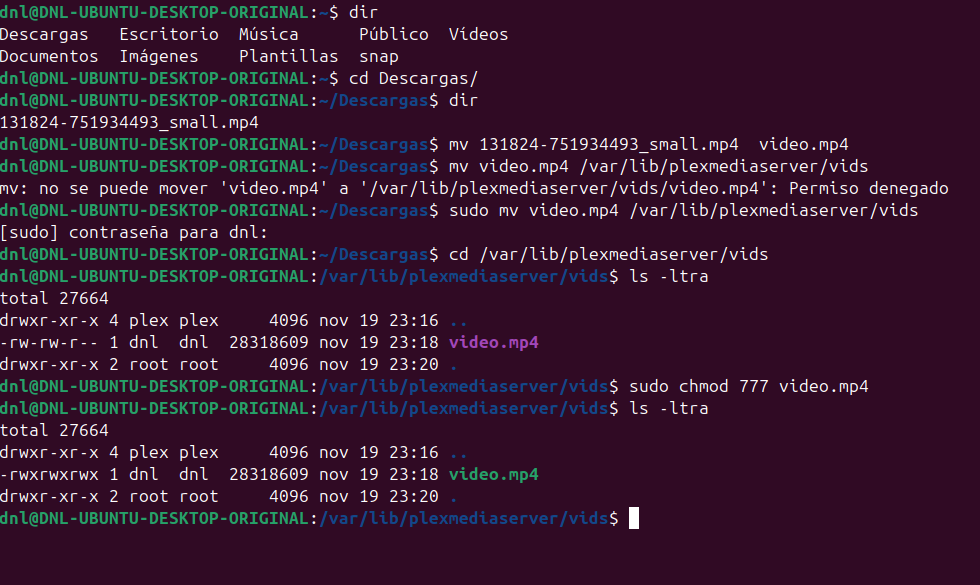 dnl@DNL-UBUNTU-DESKTOP-ORIGINAL:~$ dir
Descargas   Escritorio  Música      Público  Vídeos
Documentos  Imágenes    Plantillas  snap
dnl@DNL-UBUNTU-DESKTOP-ORIGINAL:~$ cd Descargas/
dnl@DNL-UBUNTU-DESKTOP-ORIGINAL:~/Descargas$ dir
131824-751934493_small.mp4
dnl@DNL-UBUNTU-DESKTOP-ORIGINAL:~/Descargas$ mv 131824-751934493_small.mp4  video.mp4
dnl@DNL-UBUNTU-DESKTOP-ORIGINAL:~/Descargas$ mv video.mp4 /var/lib/plexmediaserver/vids
mv: no se puede mover 'video.mp4' a '/var/lib/plexmediaserver/vids/video.mp4': Permiso denegado
dnl@DNL-UBUNTU-DESKTOP-ORIGINAL:~/Descargas$ sudo mv video.mp4 /var/lib/plexmediaserver/vids
[sudo] contraseña para dnl:
dnl@DNL-UBUNTU-DESKTOP-ORIGINAL:~/Descargas$ cd /var/lib/plexmediaserver/vids
dnl@DNL-UBUNTU-DESKTOP-ORIGINAL:/var/lib/plexmediaserver/vids$ ls -ltra
total 27664
drwxr-xr-x 4 plex plex     4096 nov 19 23:16 ..
-rw-rw-r-- 1 dnl  dnl  28318609 nov 19 23:18 video.mp4
drwxr-xr-x 2 root root     4096 nov 19 23:20 .
dnl@DNL-UBUNTU-DESKTOP-ORIGINAL:/var/lib/plexmediaserver/vids$ sudo chmod 777 video.mp4
dnl@DNL-UBUNTU-DESKTOP-ORIGINAL:/var/lib/plexmediaserver/vids$ ls -ltra
total 27664
drwxr-xr-x 4 plex plex     4096 nov 19 23:16 ..
-rwxrwxrwx 1 dnl  dnl  28318609 nov 19 23:18 video.mp4
drwxr-xr-x 2 root root     4096 nov 19 23:20 .
dnl@DNL-UBUNTU-DESKTOP-ORIGINAL:/var/lib/plexmediaserver/vids$